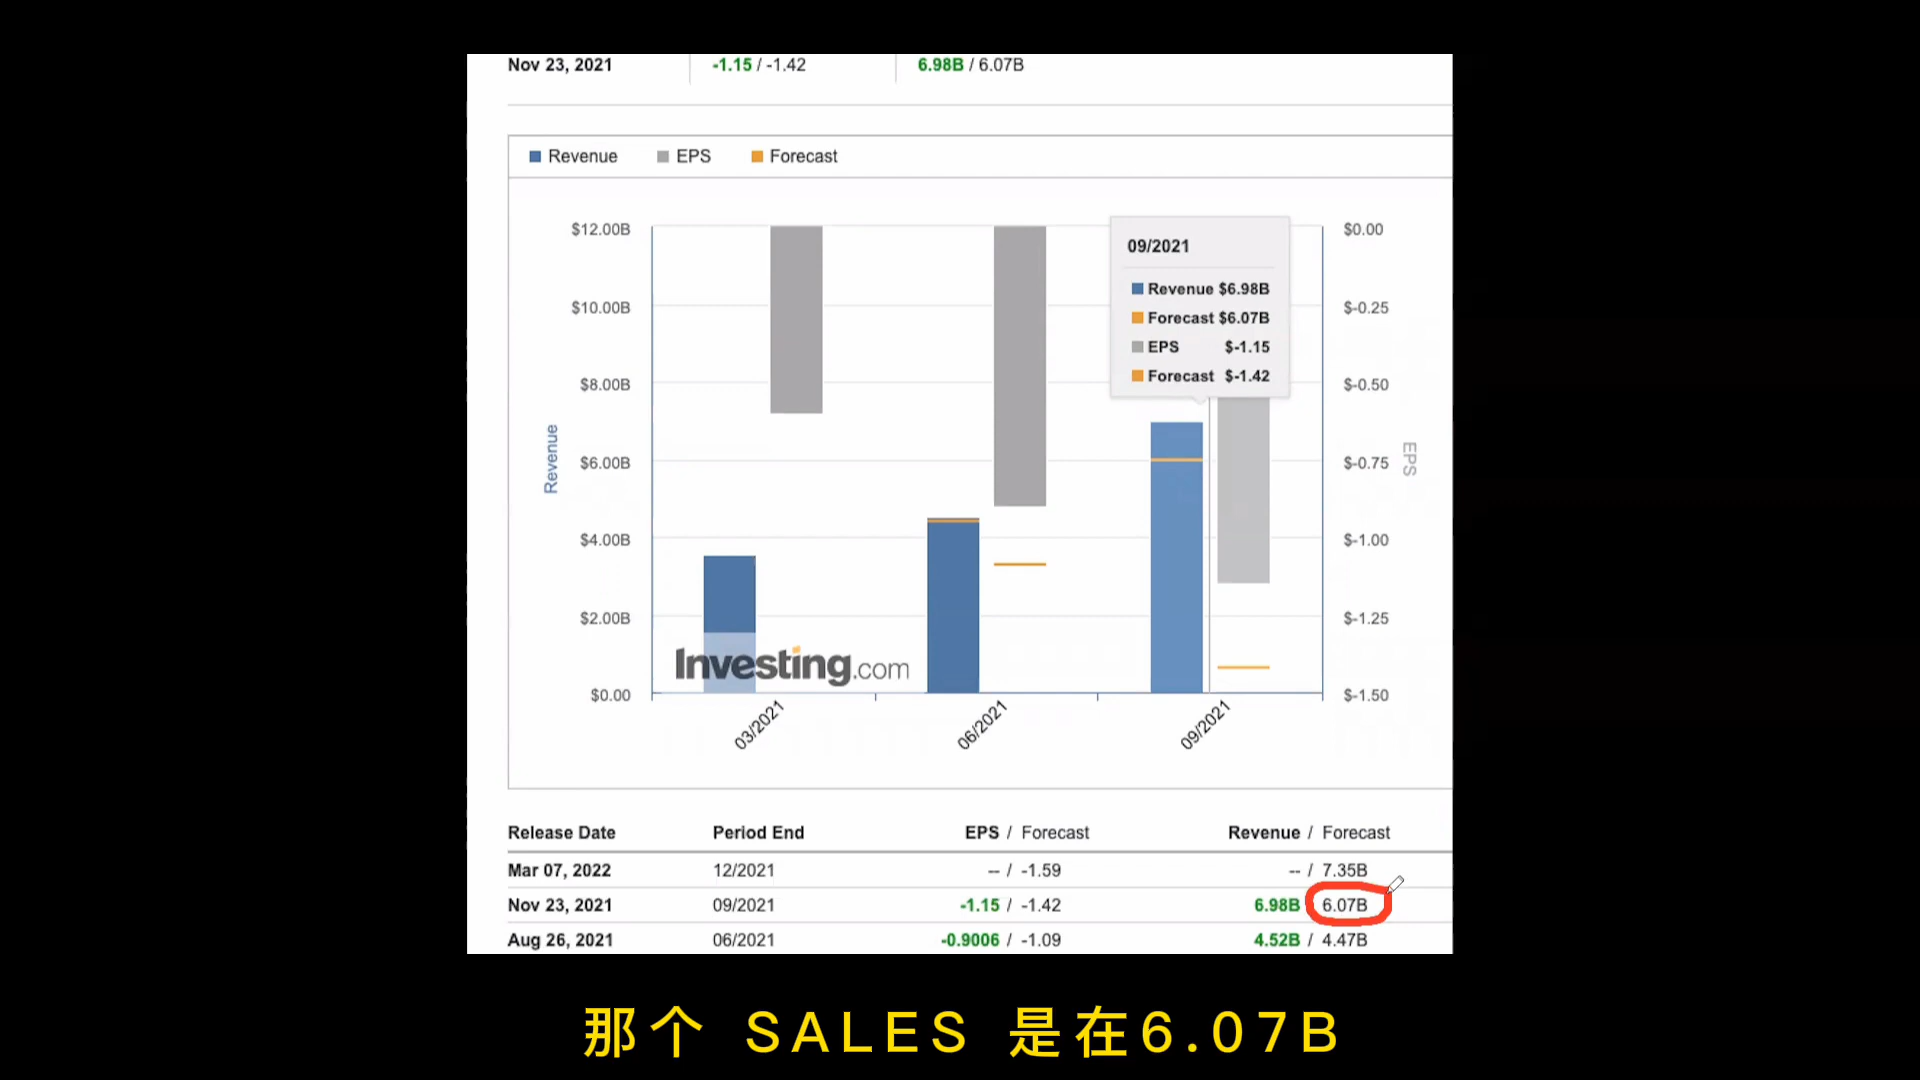 Nov 23, 2021 -1.15 / -1.42 6.98B / 6.07B
Revenue EPS Forecast
$12.00B
$10.00B
$8.00B
$6.00B
$4.00B
$2.00B
$0.00
Revenue
09/2021
Revenue $6.98B
Forecast $6.07B
EPS $-1.15
Forecast $-1.42
$0.00
$-0.25
$-0.50
$-0.75
$-1.00
$-1.25
$-1.50
EPS
Investing.com
03/2021 06/2021 09/2021
Release Date Period End EPS / Forecast Revenue / Forecast
Mar 07, 2022 12/2021 -- / -1.59 -- / 7.35B
Nov 23, 2021 09/2021 -1.15 / -1.42 6.98B 6.07B
Aug 26, 2021 06/2021 -0.9006 / -1.09 4.52B / 4.47B
那个 SALES 是在6.07B